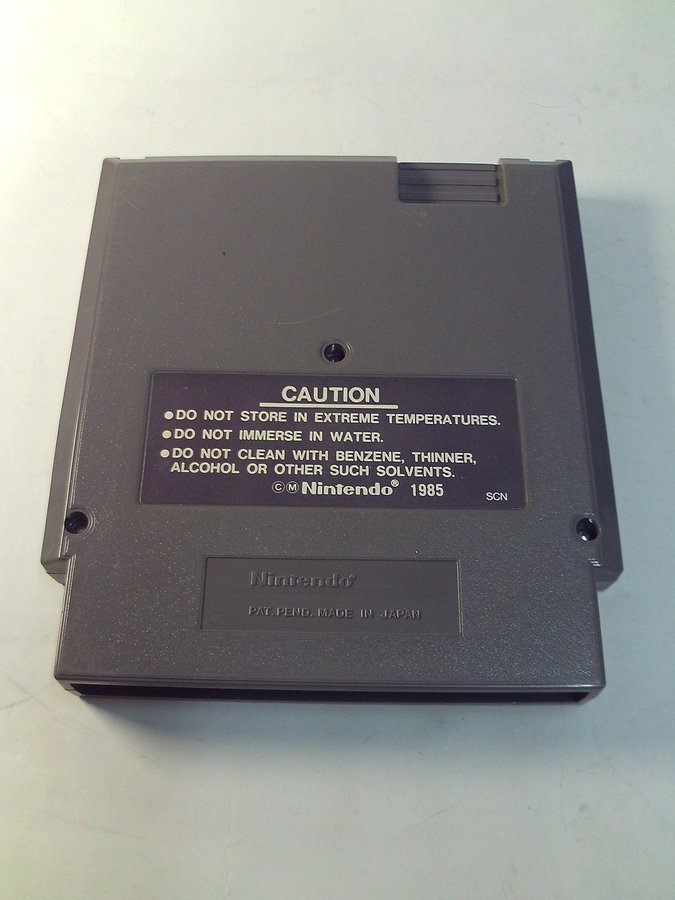 CAUTION
●DO NOT STORE IN EXTREME TEMPERATURES.
●DO NOT IMMERSE IN WATER.
●DO NOT CLEAN WITH BENZENE, THINNER,
ALCOHOL OR OTHER SUCH SOLVENTS.
ⒸⓂNintendo® 1985 SCN
Nintendo®
PAT. PEND. MADE IN JAPAN